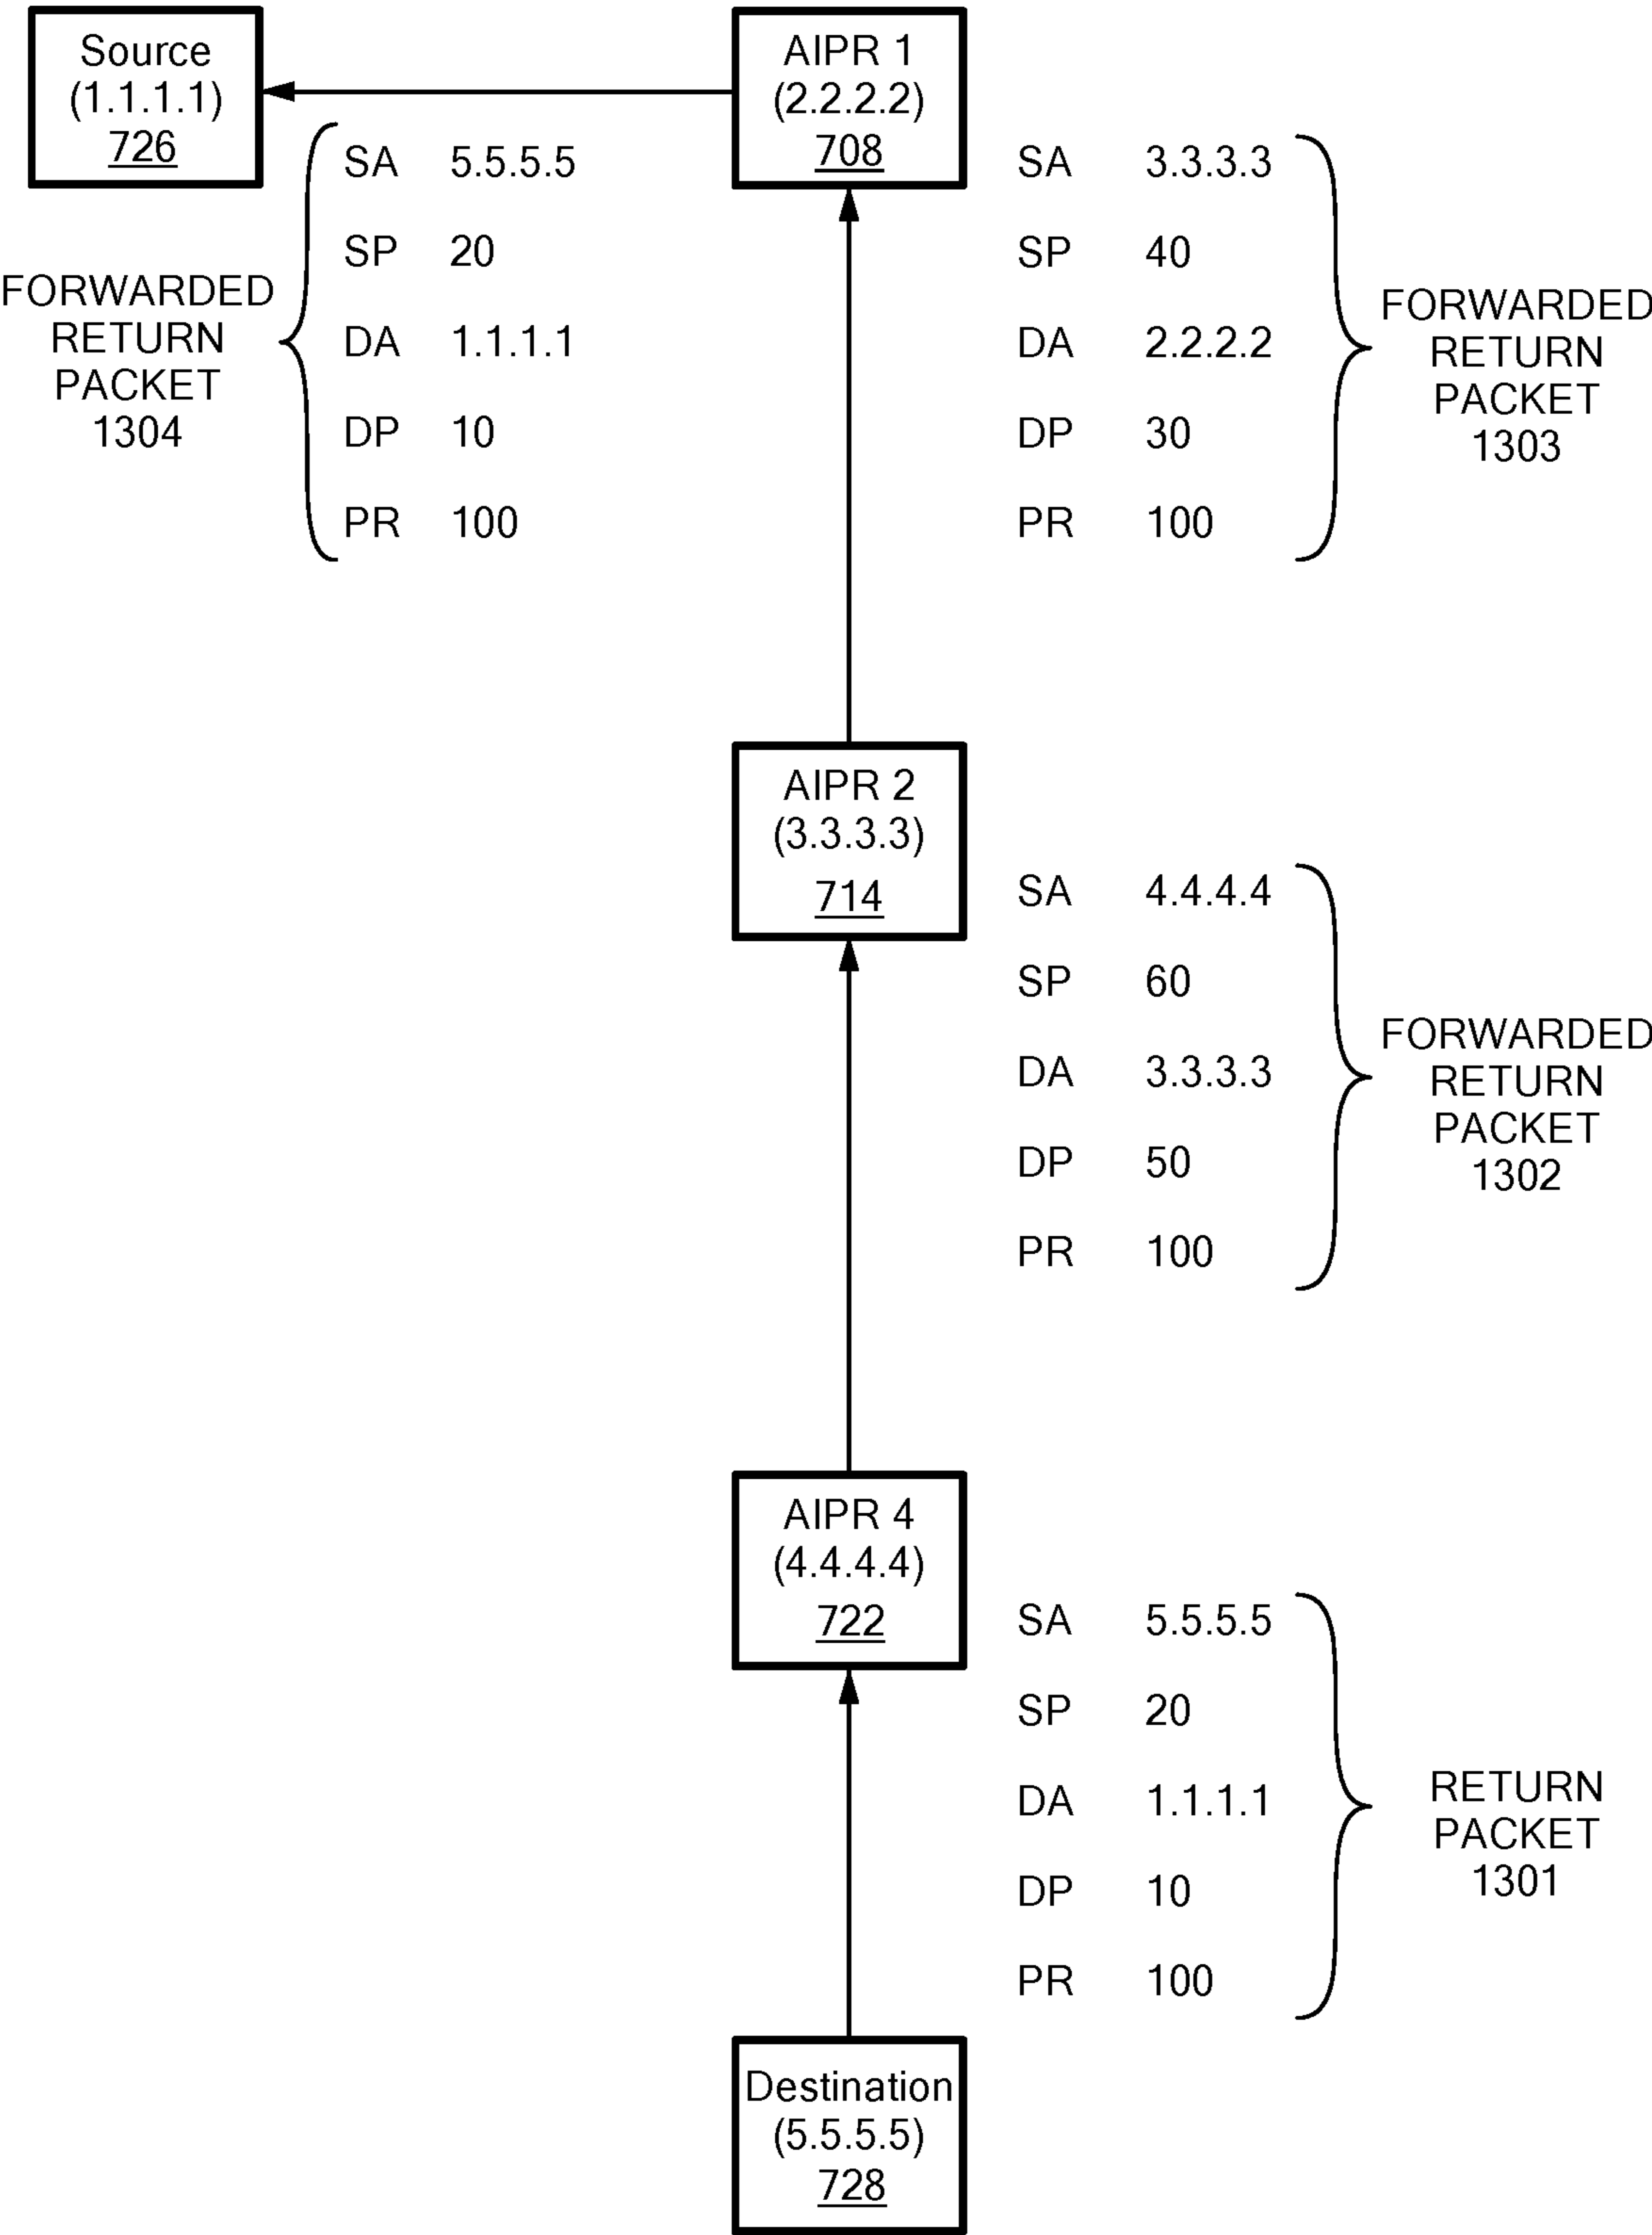 Source
(1.1.1.1)
726
AIPR 1
(2.2.2.2)
708
FORWARDED
RETURN
PACKET
1304
SA 5.5.5.5
SP 20
DA 1.1.1.1
DP 10
PR 100
SA 3.3.3.3
SP 40
DA 2.2.2.2
DP 30
PR 100
FORWARDED
RETURN
PACKET
1303
AIPR 2
(3.3.3.3)
714
SA 4.4.4.4
SP 60
DA 3.3.3.3
DP 50
PR 100
FORWARDED
RETURN
PACKET
1302
AIPR 4
(4.4.4.4)
722
SA 5.5.5.5
SP 20
DA 1.1.1.1
DP 10
PR 100
RETURN
PACKET
1301
Destination
(5.5.5.5)
728